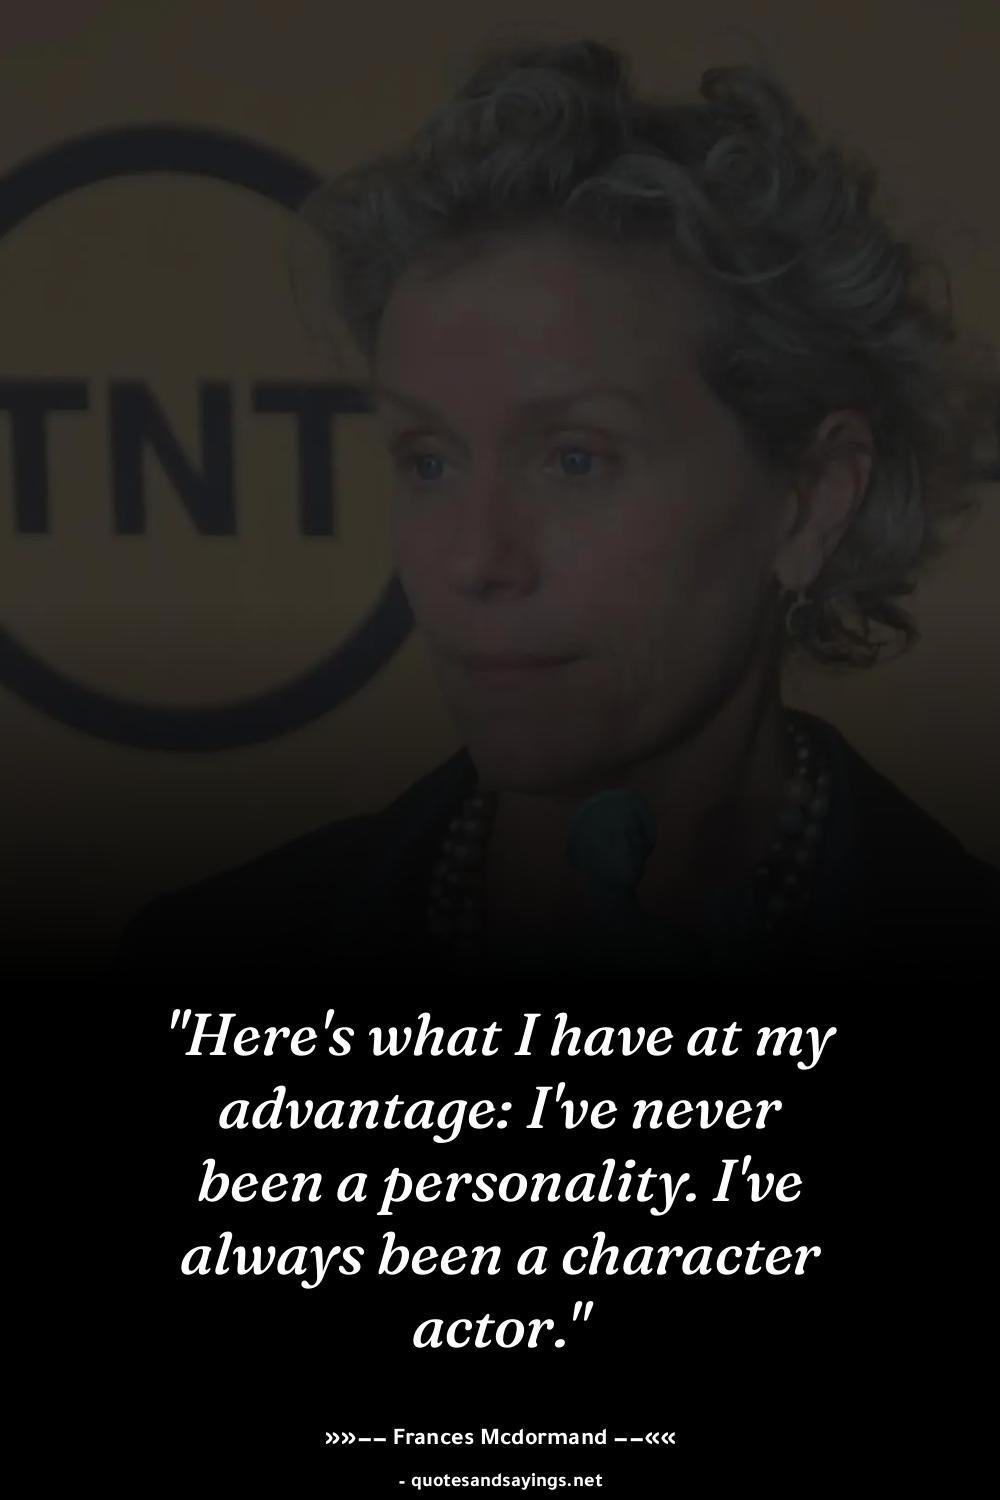 TNT
"Here's what I have at my
advantage: I've never
been a personality. I've
always been a character
actor."
»»−− Frances Mcdormand −−««
- quotesandsayings.net